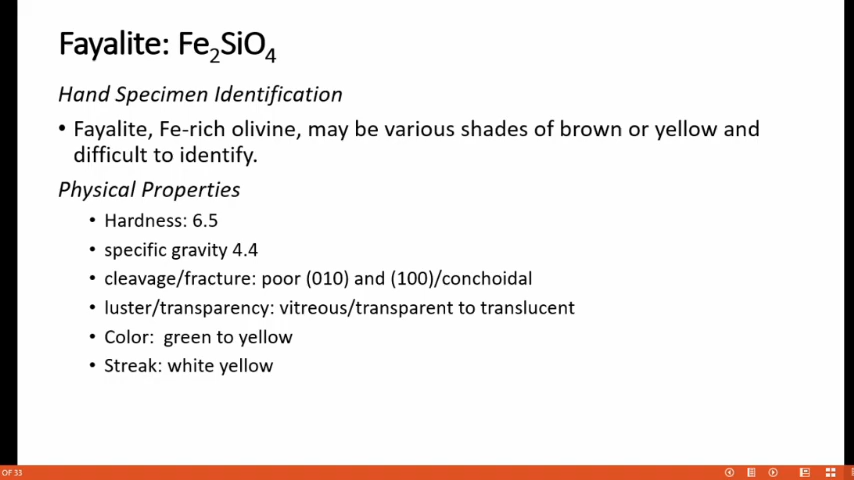 Fayalite: Fe₂SiO₄
Hand Specimen Identification
• Fayalite, Fe-rich olivine, may be various shades of brown or yellow and
difficult to identify.
Physical Properties
• Hardness: 6.5
• specific gravity 4.4
• cleavage/fracture: poor (010) and (100)/conchoidal
• luster/transparency: vitreous/transparent to translucent
• Color:  green to yellow
• Streak: white yellow
OF 33